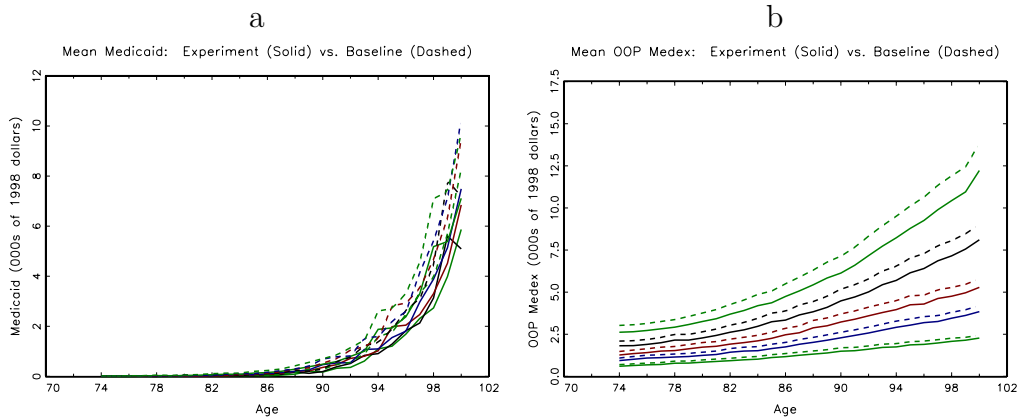 a
Mean Medicaid: Experiment (Solid) vs. Baseline (Dashed)
12
10
8
6
4
2
0
Medicaid (000s of 1998 dollars)
70 74 78 82 86 90 94 98 102
Age
b
Mean OOP Medex: Experiment (Solid) vs. Baseline (Dashed)
17.5
15.0
12.5
10.0
7.5
5.0
2.5
0.0
OOP Medex (000s of 1998 dollars)
70 74 78 82 86 90 94 98 102
Age